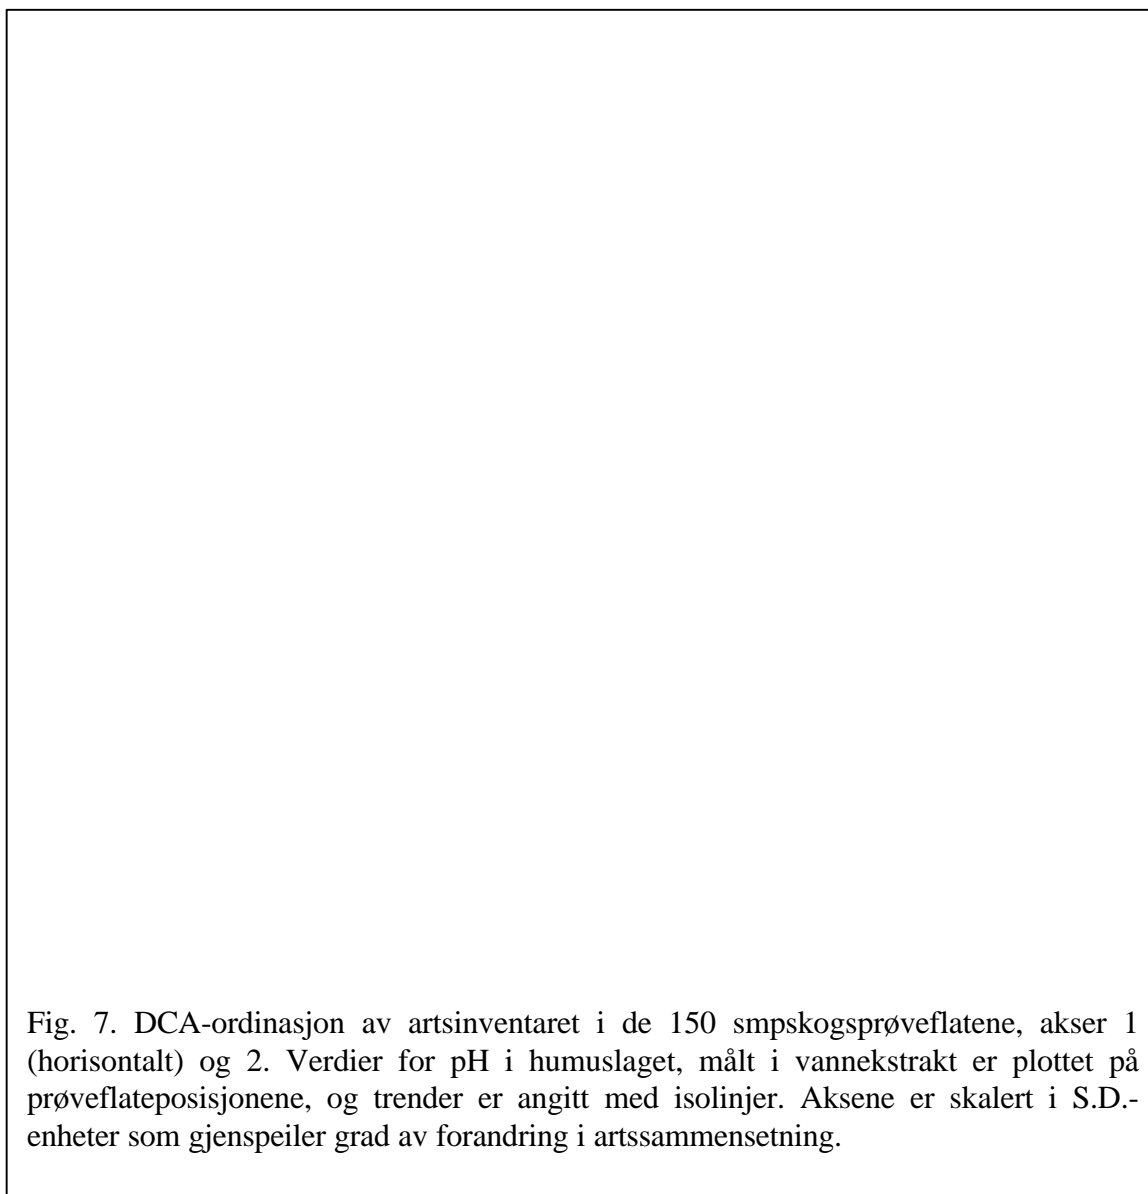 Fig. 7. DCA-ordinasjon av artsinventaret i de 150 smpskogsprøveflatene, akser 1
(horisontalt) og 2. Verdier for pH i humuslaget, målt i vannekstrakt er plottet på
prøveflateposisjonene, og trender er angitt med isolinjer. Aksene er skalert i S.D.-
enheter som gjenspeiler grad av forandring i artssammensetning.